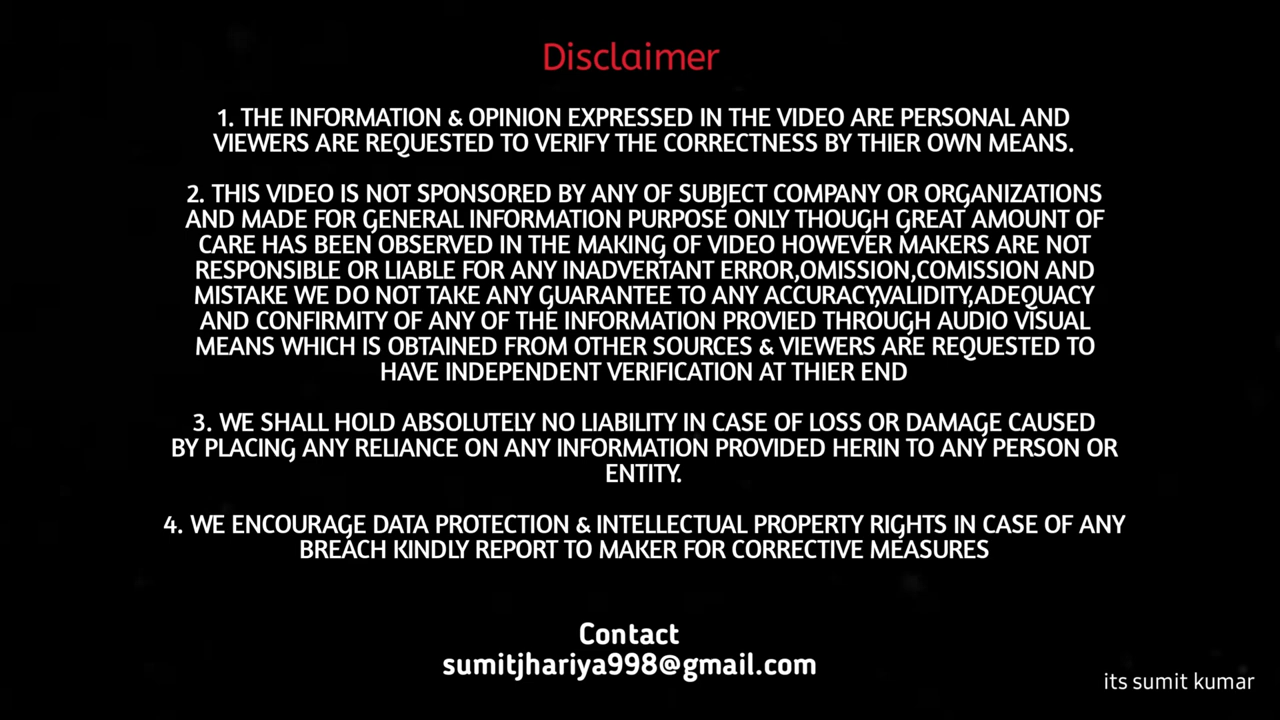 Disclaimer
1. THE INFORMATION & OPINION EXPRESSED IN THE VIDEO ARE PERSONAL AND
VIEWERS ARE REQUESTED TO VERIFY THE CORRECTNESS BY THIER OWN MEANS.
2. THIS VIDEO IS NOT SPONSORED BY ANY OF SUBJECT COMPANY OR ORGANIZATIONS
AND MADE FOR GENERAL INFORMATION PURPOSE ONLY THOUGH GREAT AMOUNT OF
CARE HAS BEEN OBSERVED IN THE MAKING OF VIDEO HOWEVER MAKERS ARE NOT
RESPONSIBLE OR LIABLE FOR ANY INADVERTANT ERROR,OMISSION,COMISSION AND
MISTAKE WE DO NOT TAKE ANY GUARANTEE TO ANY ACCURACY,VALIDITY,ADEQUACY
AND CONFIRMITY OF ANY OF THE INFORMATION PROVIED THROUGH AUDIO VISUAL
MEANS WHICH IS OBTAINED FROM OTHER SOURCES & VIEWERS ARE REQUESTED TO
HAVE INDEPENDENT VERIFICATION AT THIER END
3. WE SHALL HOLD ABSOLUTELY NO LIABILITY IN CASE OF LOSS OR DAMAGE CAUSED
BY PLACING ANY RELIANCE ON ANY INFORMATION PROVIDED HERIN TO ANY PERSON OR
ENTITY.
4. WE ENCOURAGE DATA PROTECTION & INTELLECTUAL PROPERTY RIGHTS IN CASE OF ANY
BREACH KINDLY REPORT TO MAKER FOR CORRECTIVE MEASURES
Contact
sumitjhariya998@gmail.com
its sumit kumar